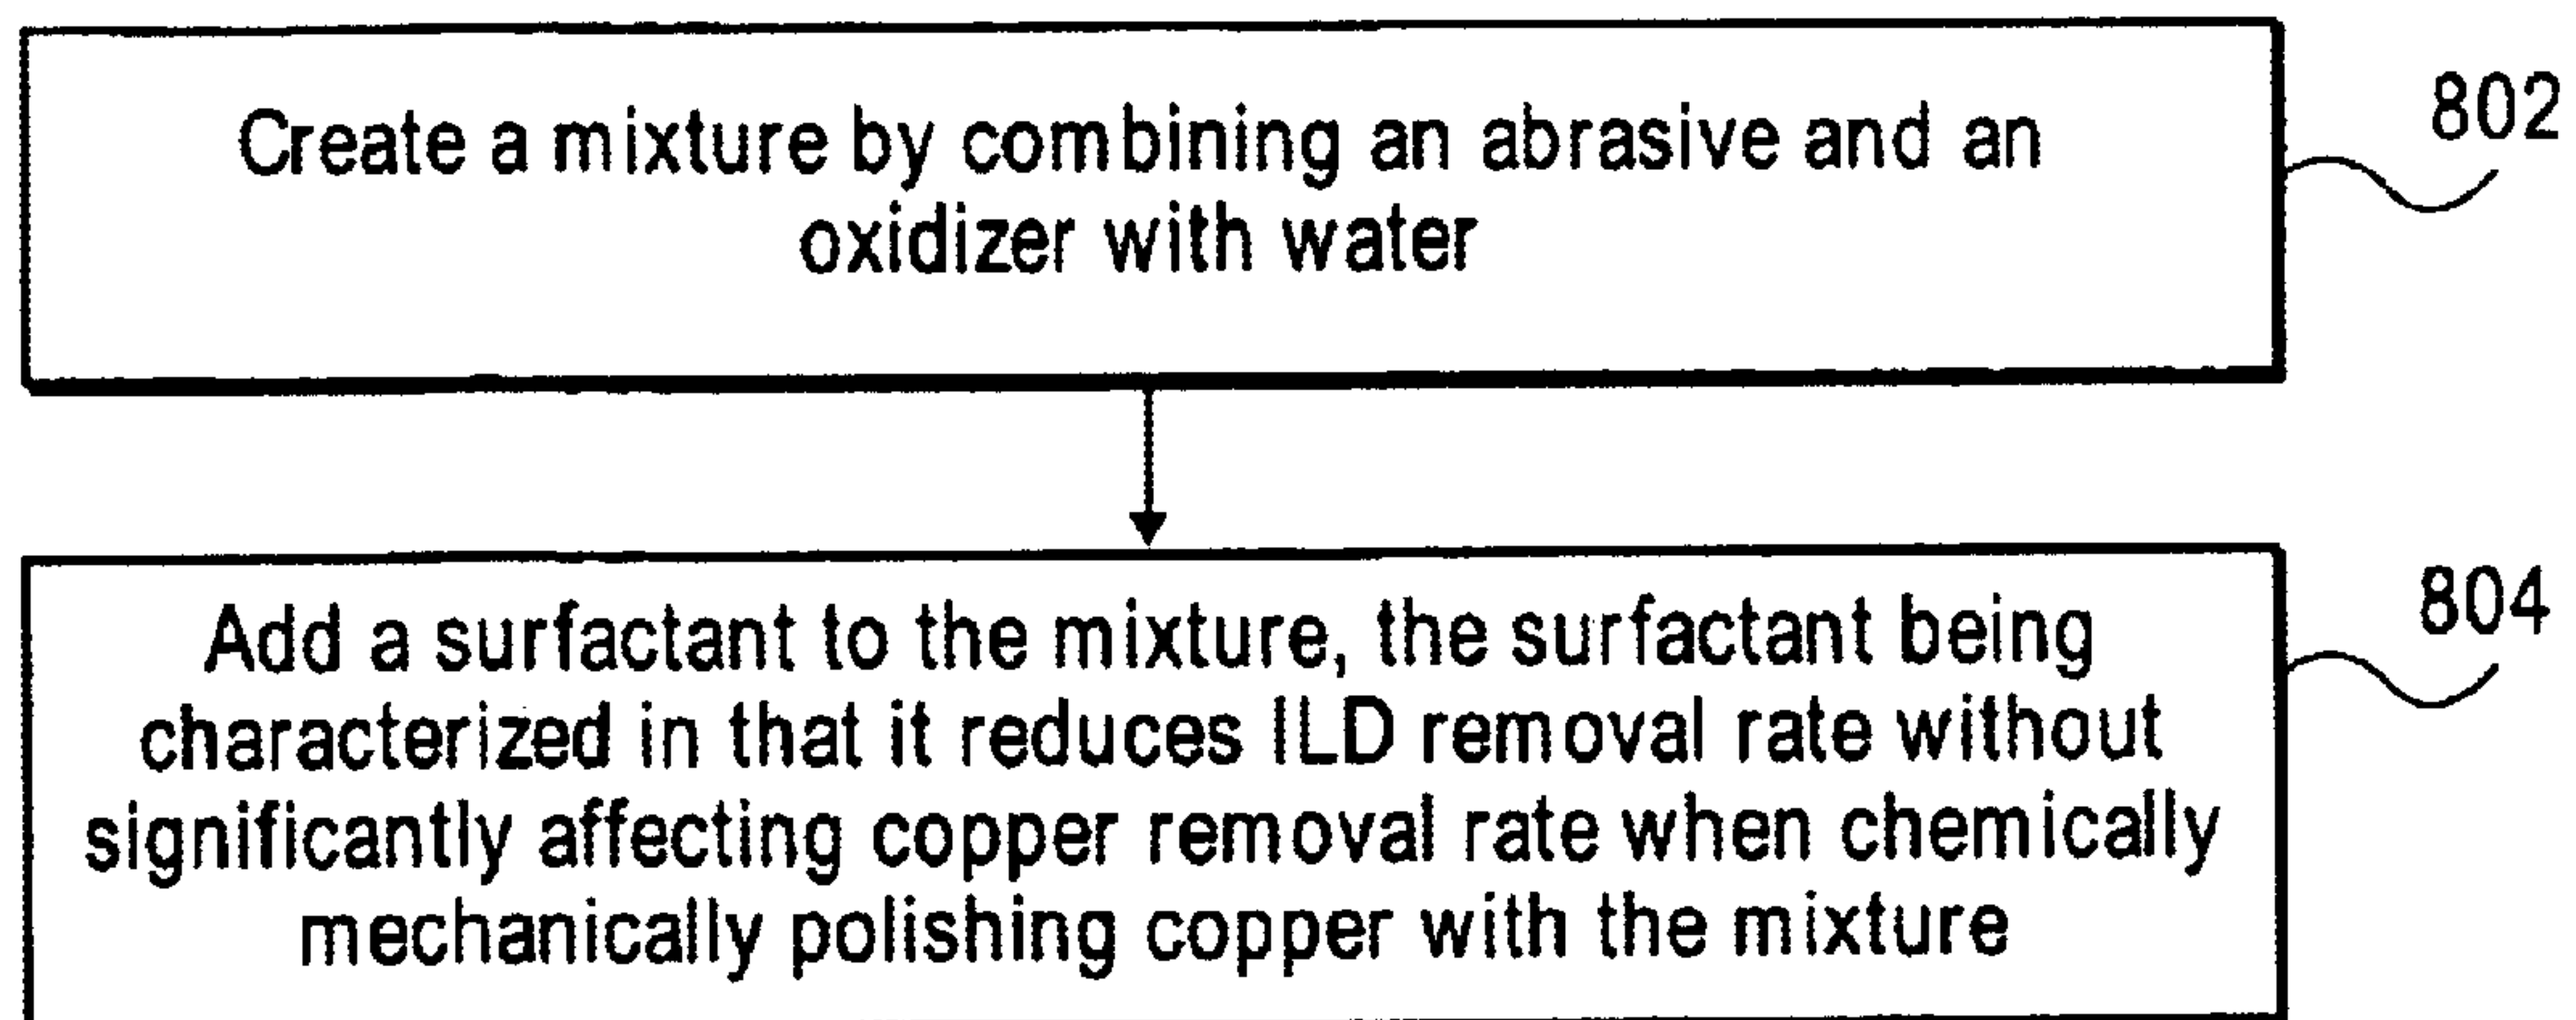 Create a mixture by combining an abrasive and an
oxidizer with water
802
Add a surfactant to the mixture, the surfactant being
characterized in that it reduces ILD removal rate without
significantly affecting copper removal rate when chemically
mechanically polishing copper with the mixture
804